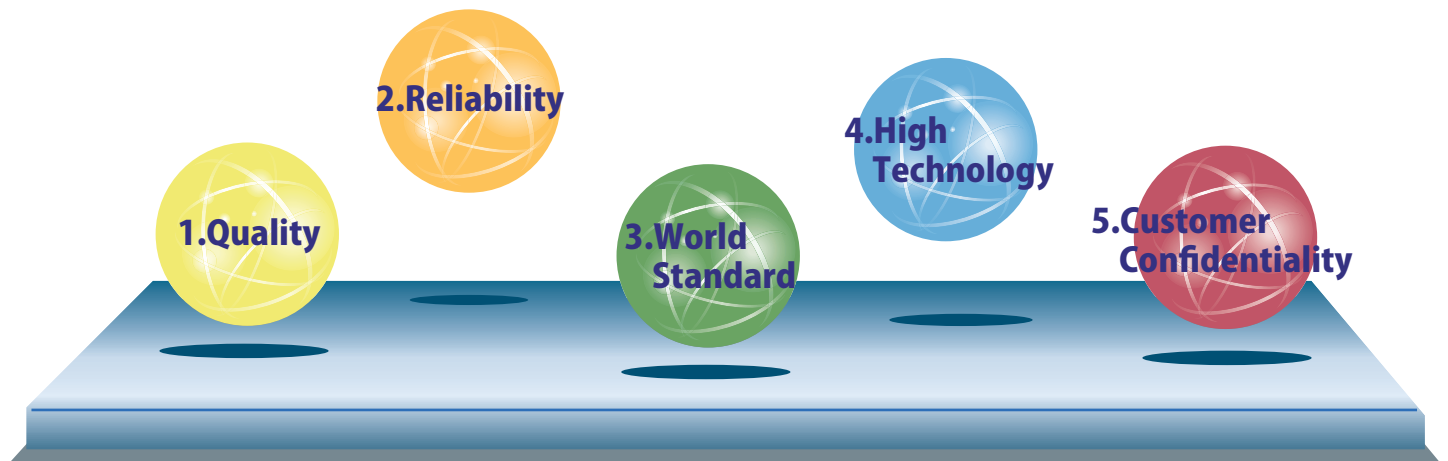 1.Quality
2.Reliability
3.World
Standard
4.High
Technology
5.Customer
Confidentiality